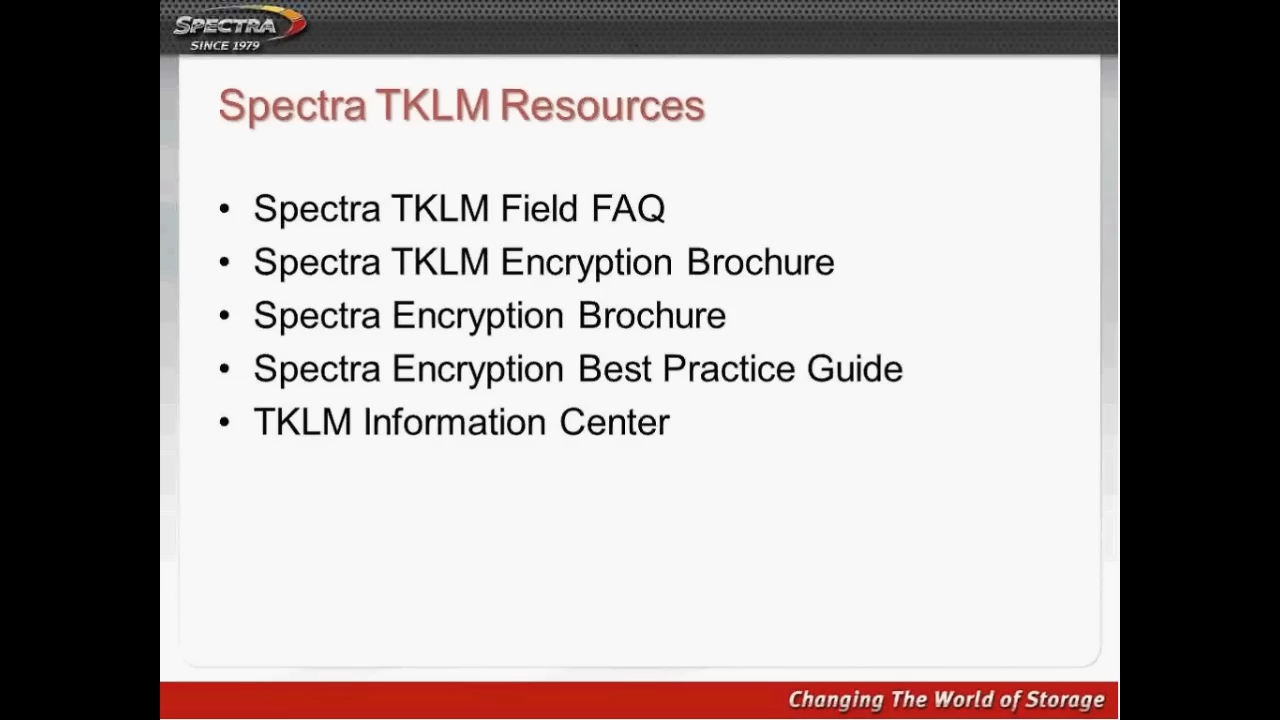 SPECTRA
SINCE 1979
Spectra TKLM Resources
• Spectra TKLM Field FAQ
• Spectra TKLM Encryption Brochure
• Spectra Encryption Brochure
• Spectra Encryption Best Practice Guide
• TKLM Information Center
Changing The World of Storage